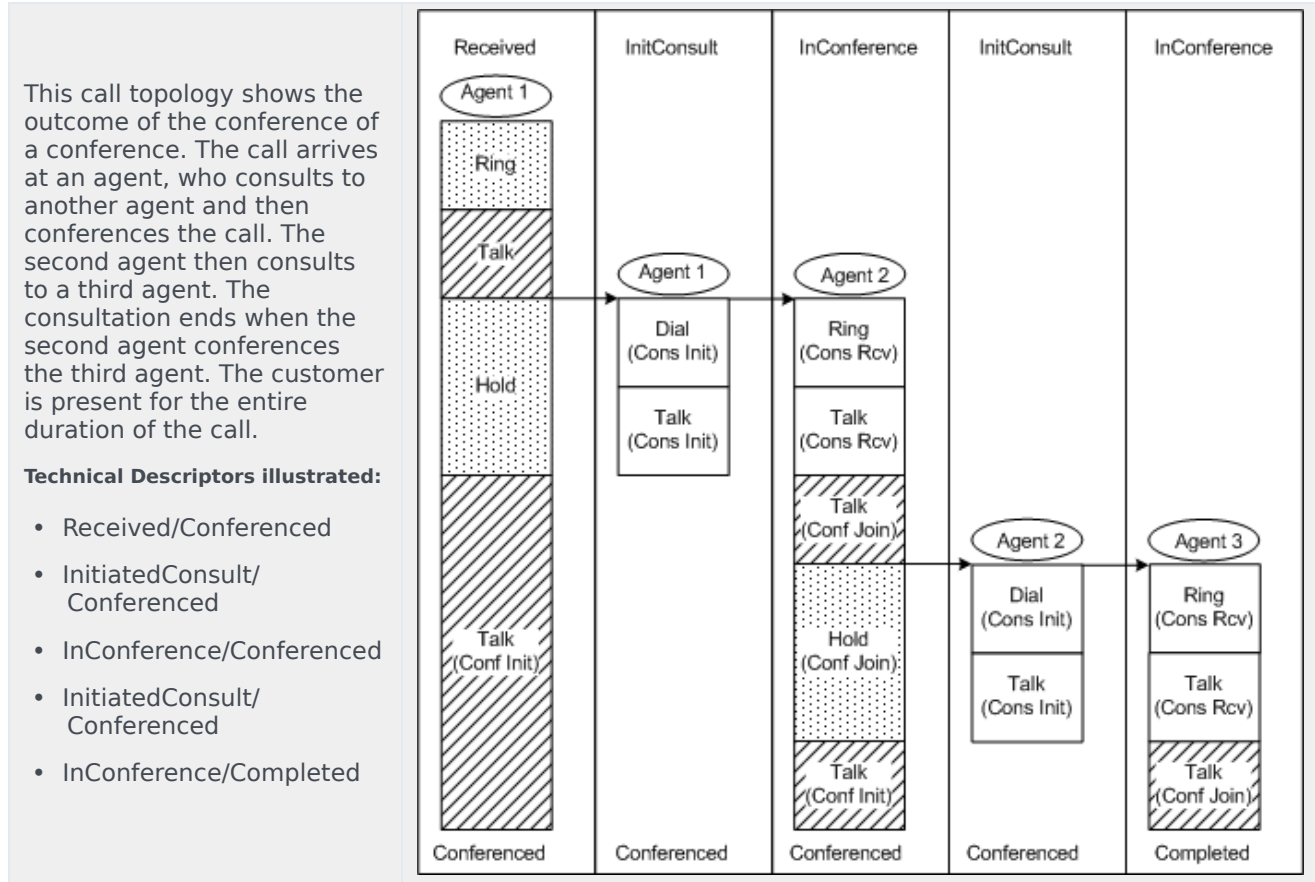 This call topology shows the
outcome of the conference of
a conference. The call arrives
at an agent, who consults to
another agent and then
conferences the call. The
second agent then consults
to a third agent. The
consultation ends when the
second agent conferences
the third agent. The customer
is present for the entire
duration of the call.
Technical Descriptors illustrated:
• Received/Conferenced
• InitiatedConsult/
Conferenced
• InConference/Conferenced
• InitiatedConsult/
Conferenced
• InConference/Completed
Received
Agent 1
Ring
Talk
Hold
Talk
(Conf Init)
Conferenced
InitConsult
Agent 1
Dial
(Cons Init)
Talk
(Cons Init)
Conferenced
InConference
Agent 2
Ring
(Cons Rcv)
Talk
(Cons Rcv)
Talk
(Conf Join)
Hold
(Conf Join)
Talk
(Conf Init)
Conferenced
InitConsult
Agent 2
Dial
(Cons Init)
Talk
(Cons Init)
Conferenced
InConference
Agent 3
Ring
(Cons Rcv)
Talk
(Cons Rcv)
Talk
(Conf Join)
Completed